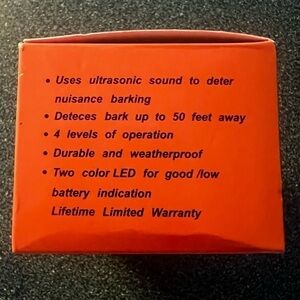 • Uses ultrasonic sound to deter
nuisance barking
• Deteces bark up to 50 feet away
• 4 levels of operation
• Durable and weatherproof
• Two color LED for good /low
battery indication
Lifetime Limited Warranty